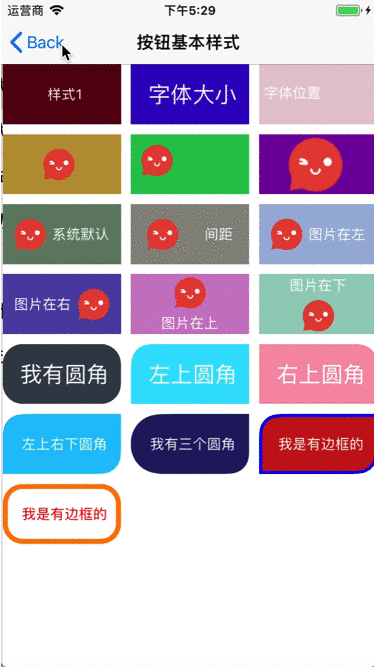 运营商 下午5:29
Back 按钮基本样式
样式1 字体大小 字体位置
系统默认 间距 图片在左
图片在右 图片在上 图片在下
我有圆角 左上圆角 右上圆角
左上右下圆角 我有三个圆角 我是有边框的
我是有边框的